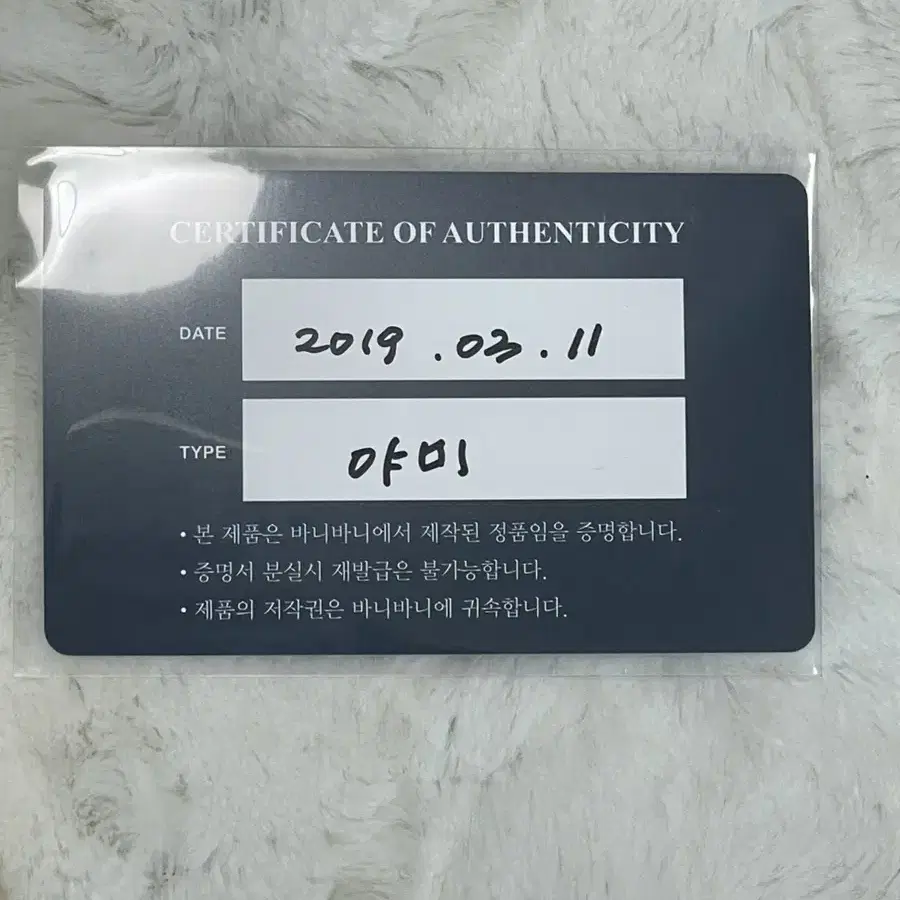 CERTIFICATE OF AUTHENTICITY
DATE 2019.03.11
TYPE 야미
• 본 제품은 바니바니에서 제작된 정품임을 증명합니다.
• 증명서 분실시 재발급은 불가능합니다.
• 제품의 저작권은 바니바니에 귀속합니다.